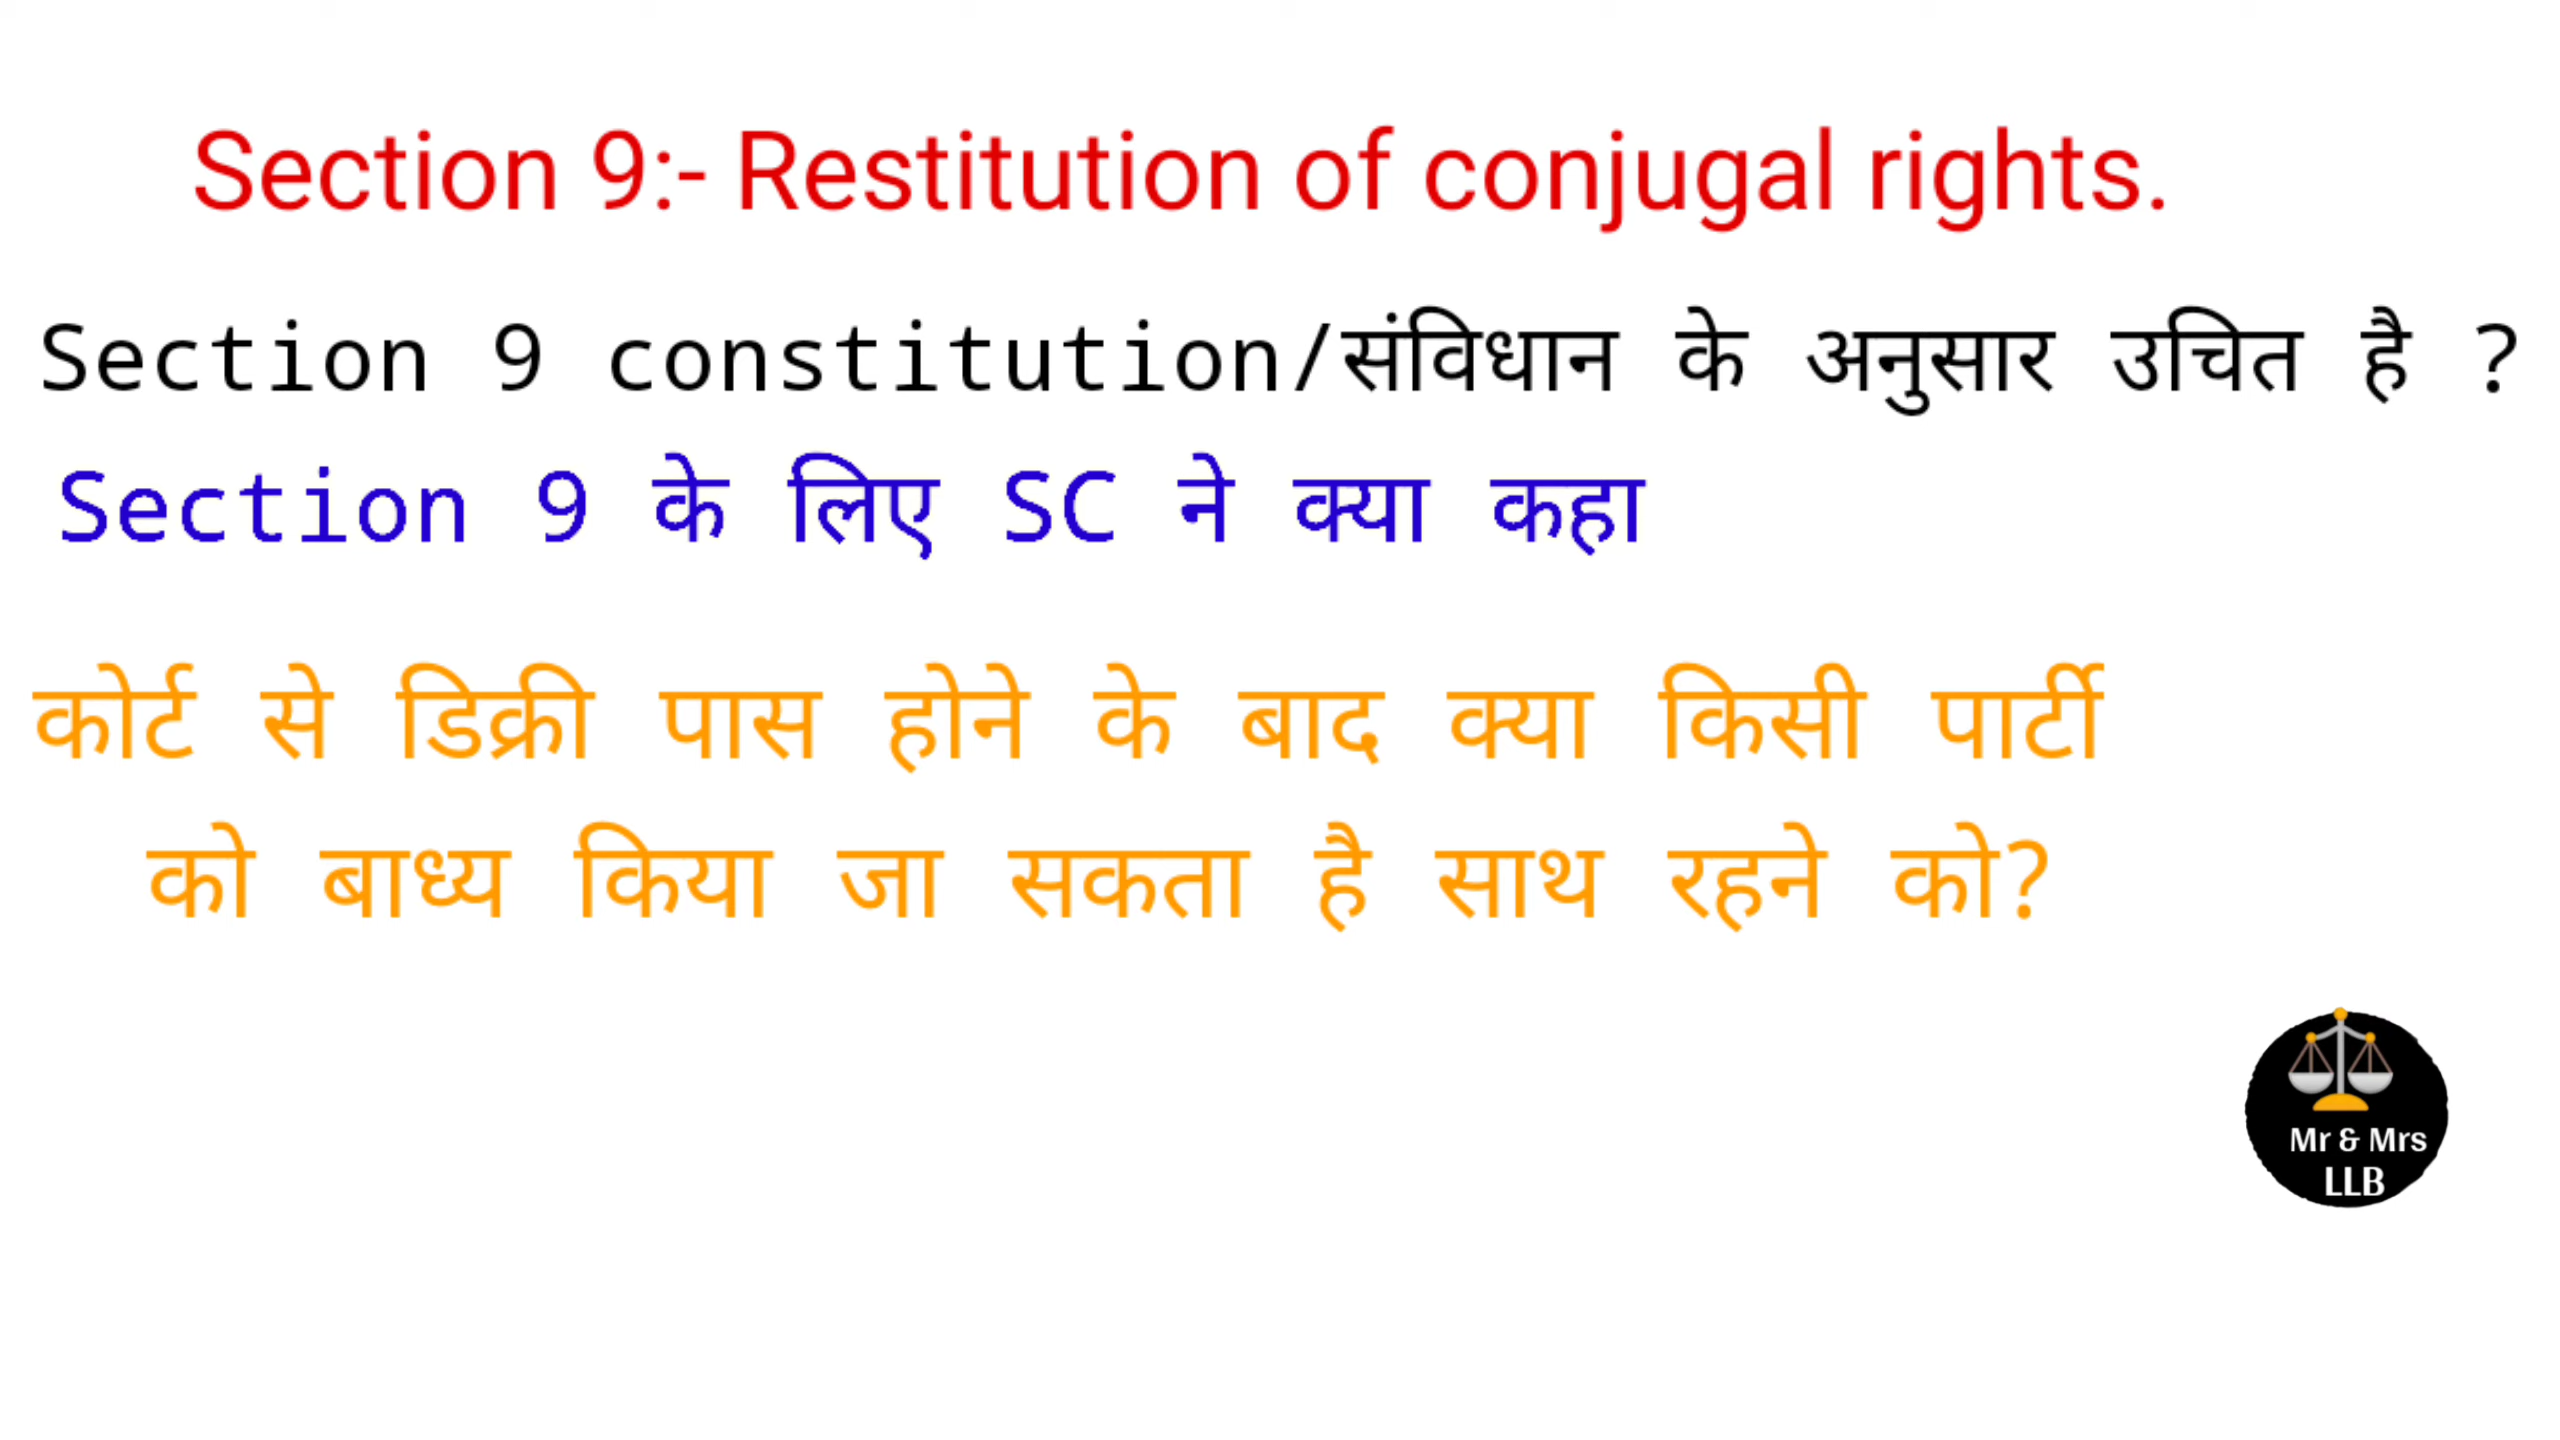 Section 9:- Restitution of conjugal rights.
Section 9 constitution/संविधान के अनुसार उचित है ?
Section 9 के लिए SC ने क्या कहा
कोर्ट से डिक्री पास होने के बाद क्या किसी पार्टी
को बाध्य किया जा सकता है साथ रहने को?
Mr & Mrs
LLB